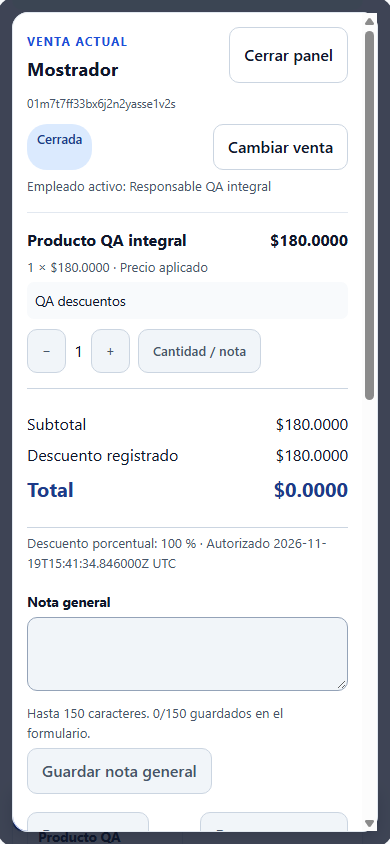 VENTA ACTUAL
Cerrar panel
Mostrador
01m7t7ff33bx6j2n2yasse1v2s
Cerrada
Cambiar venta
Empleado activo: Responsable QA integral
Producto QA integral $180.0000
1 × $180.0000 · Precio aplicado
QA descuentos
− 1 + Cantidad / nota
Subtotal $180.0000
Descuento registrado $180.0000
Total $0.0000
Descuento porcentual: 100 % · Autorizado 2026-11-
19T15:41:34.846000Z UTC
Nota general
Hasta 150 caracteres. 0/150 guardados en el
formulario.
Guardar nota general
Producto QA